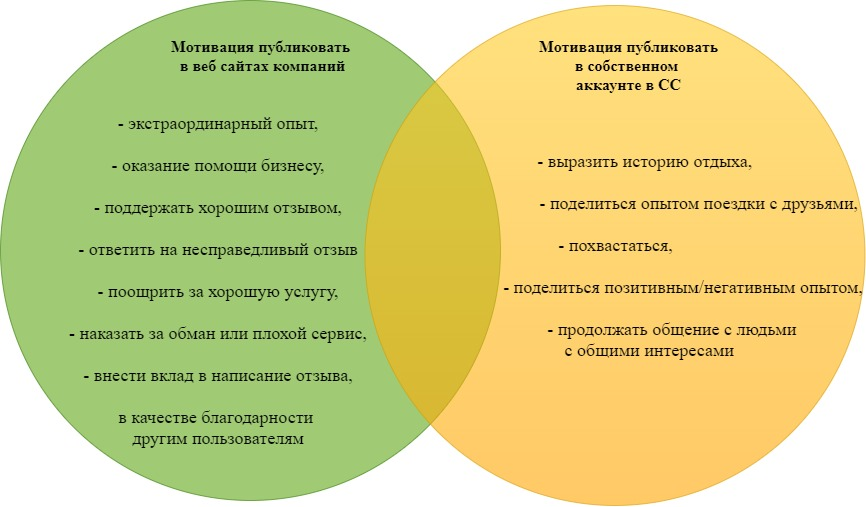 Мотивация публиковать
в веб сайтах компаний
- экстраординарный опыт,
- оказание помощи бизнесу,
- поддержать хорошим отзывом,
- ответить на несправедливый отзыв
- поощрить за хорошую услугу,
- наказать за обман или плохой сервис,
- внести вклад в написание отзыва,
в качестве благодарности
другим пользователям
Мотивация публиковать
в собственном
аккаунте в СС
- выразить историю отдыха,
- поделиться опытом поездки с друзьями,
- похвастаться,
- поделиться позитивным/негативным опытом,
- продолжать общение с людьми
с общими интересами